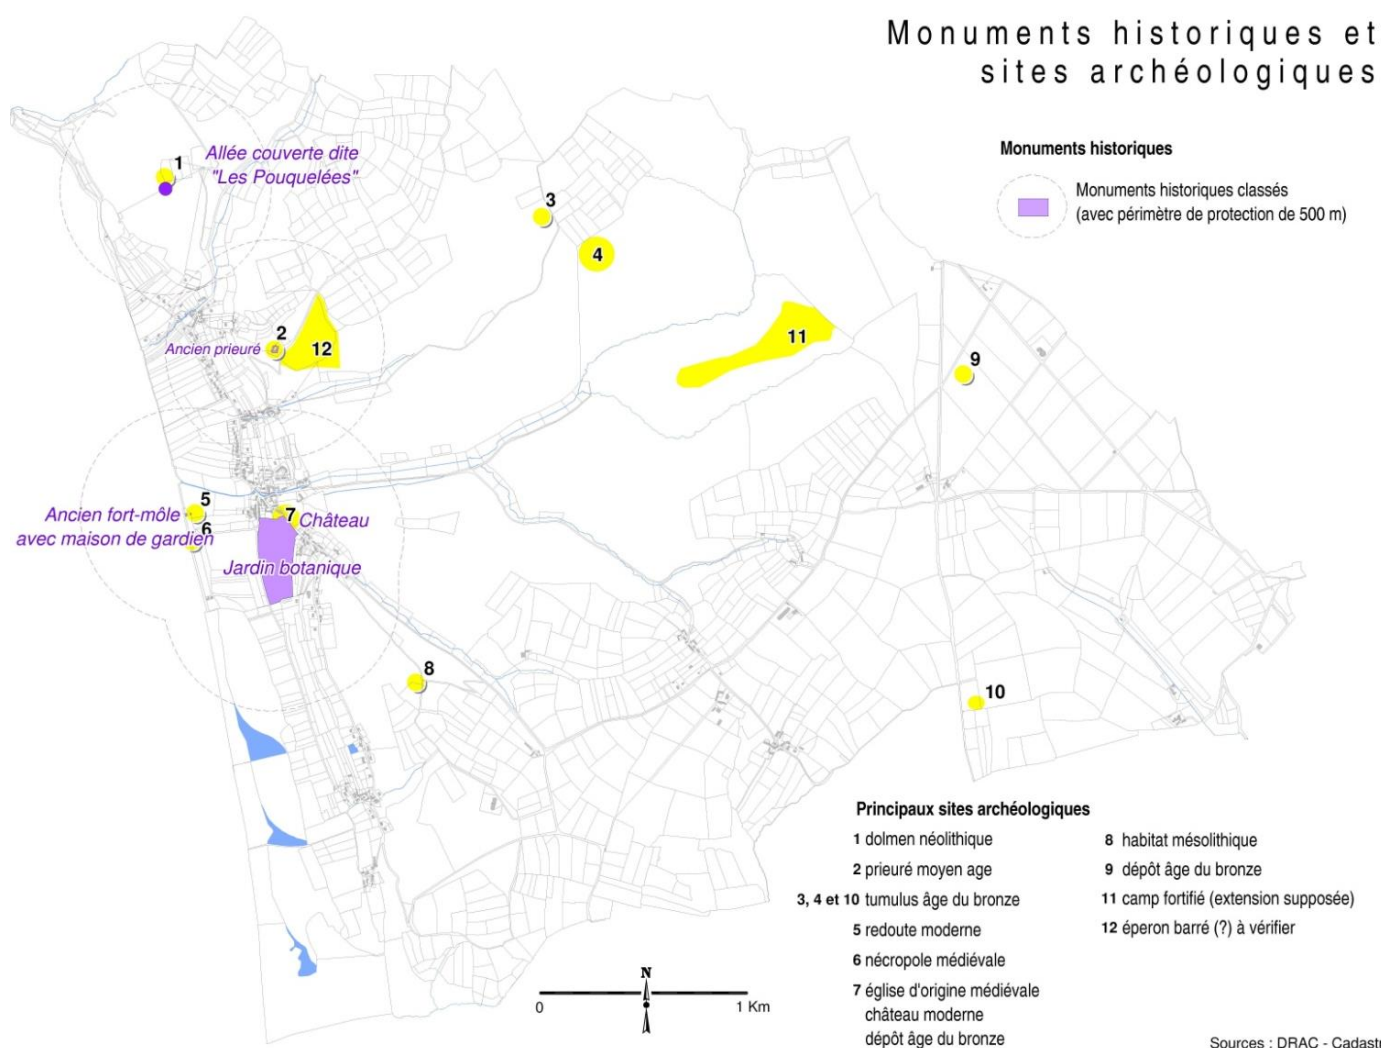 Monuments historiques et
sites archéologiques
Monuments historiques
Monuments historiques classés
(avec périmètre de protection de 500 m)
1
Allée couverte dite
"Les Pouquelées"
3
4
2
Ancien prieuré
12
11
9
5
Ancien fort-môle
6
avec maison de gardien
7
Château
Jardin botanique
8
10
Principaux sites archéologiques
1 dolmen néolithique
2 prieuré moyen age
3, 4 et 10 tumulus âge du bronze
5 redoute moderne
6 nécropole médiévale
7 église d'origine médiévale
château moderne
dépôt âge du bronze
8 habitat mésolithique
9 dépôt âge du bronze
11 camp fortifié (extension supposée)
12 éperon barré (?) à vérifier
N
0 1 Km
Sources : DRAC - Cadastr